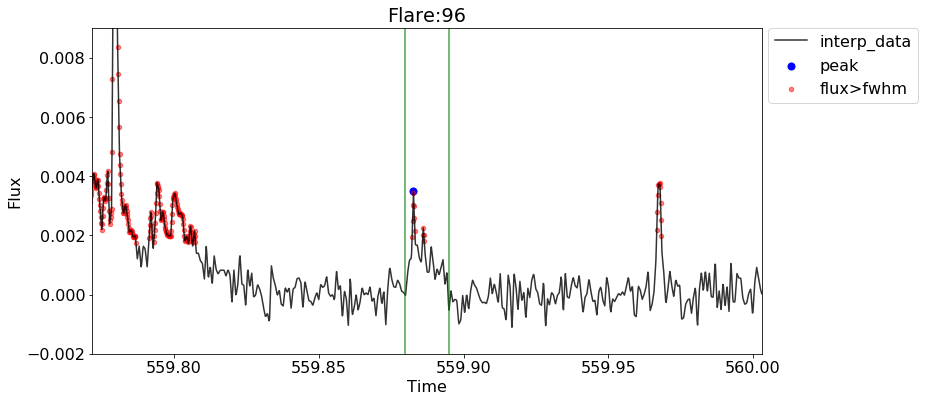 Flare:96
interp_data
peak
flux>fwhm
Flux
0.008
0.006
0.004
0.002
0.000
−0.002
559.80
559.85
559.90
559.95
560.00
Time